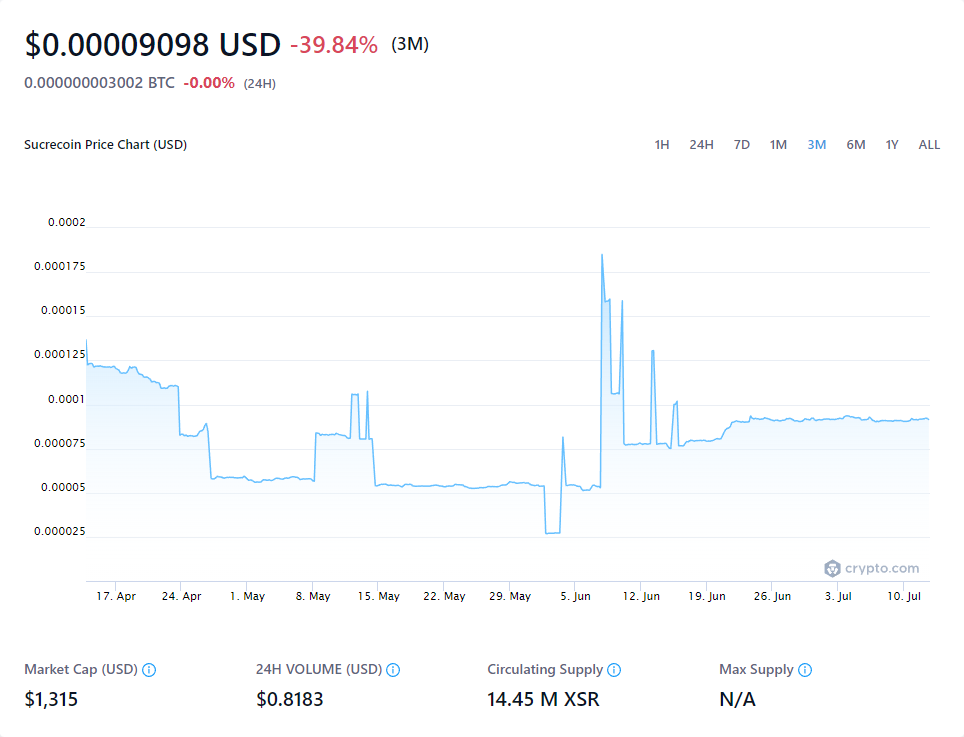 $0.00009098 USD -39.84% (3M)
0.000000003002 BTC -0.00% (24H)
Sucrecoin Price Chart (USD)
1H 24H 7D 1M 3M 6M 1Y ALL
0.0002
0.000175
0.00015
0.000125
0.0001
0.000075
0.00005
0.000025
crypto.com
17. Apr 24. Apr 1. May 8. May 15. May 22. May 29. May 5. Jun 12. Jun 19. Jun 26. Jun 3. Jul 10. Jul
Market Cap (USD) 24H VOLUME (USD) Circulating Supply Max Supply
$1,315 $0.8183 14.45 M XSR N/A